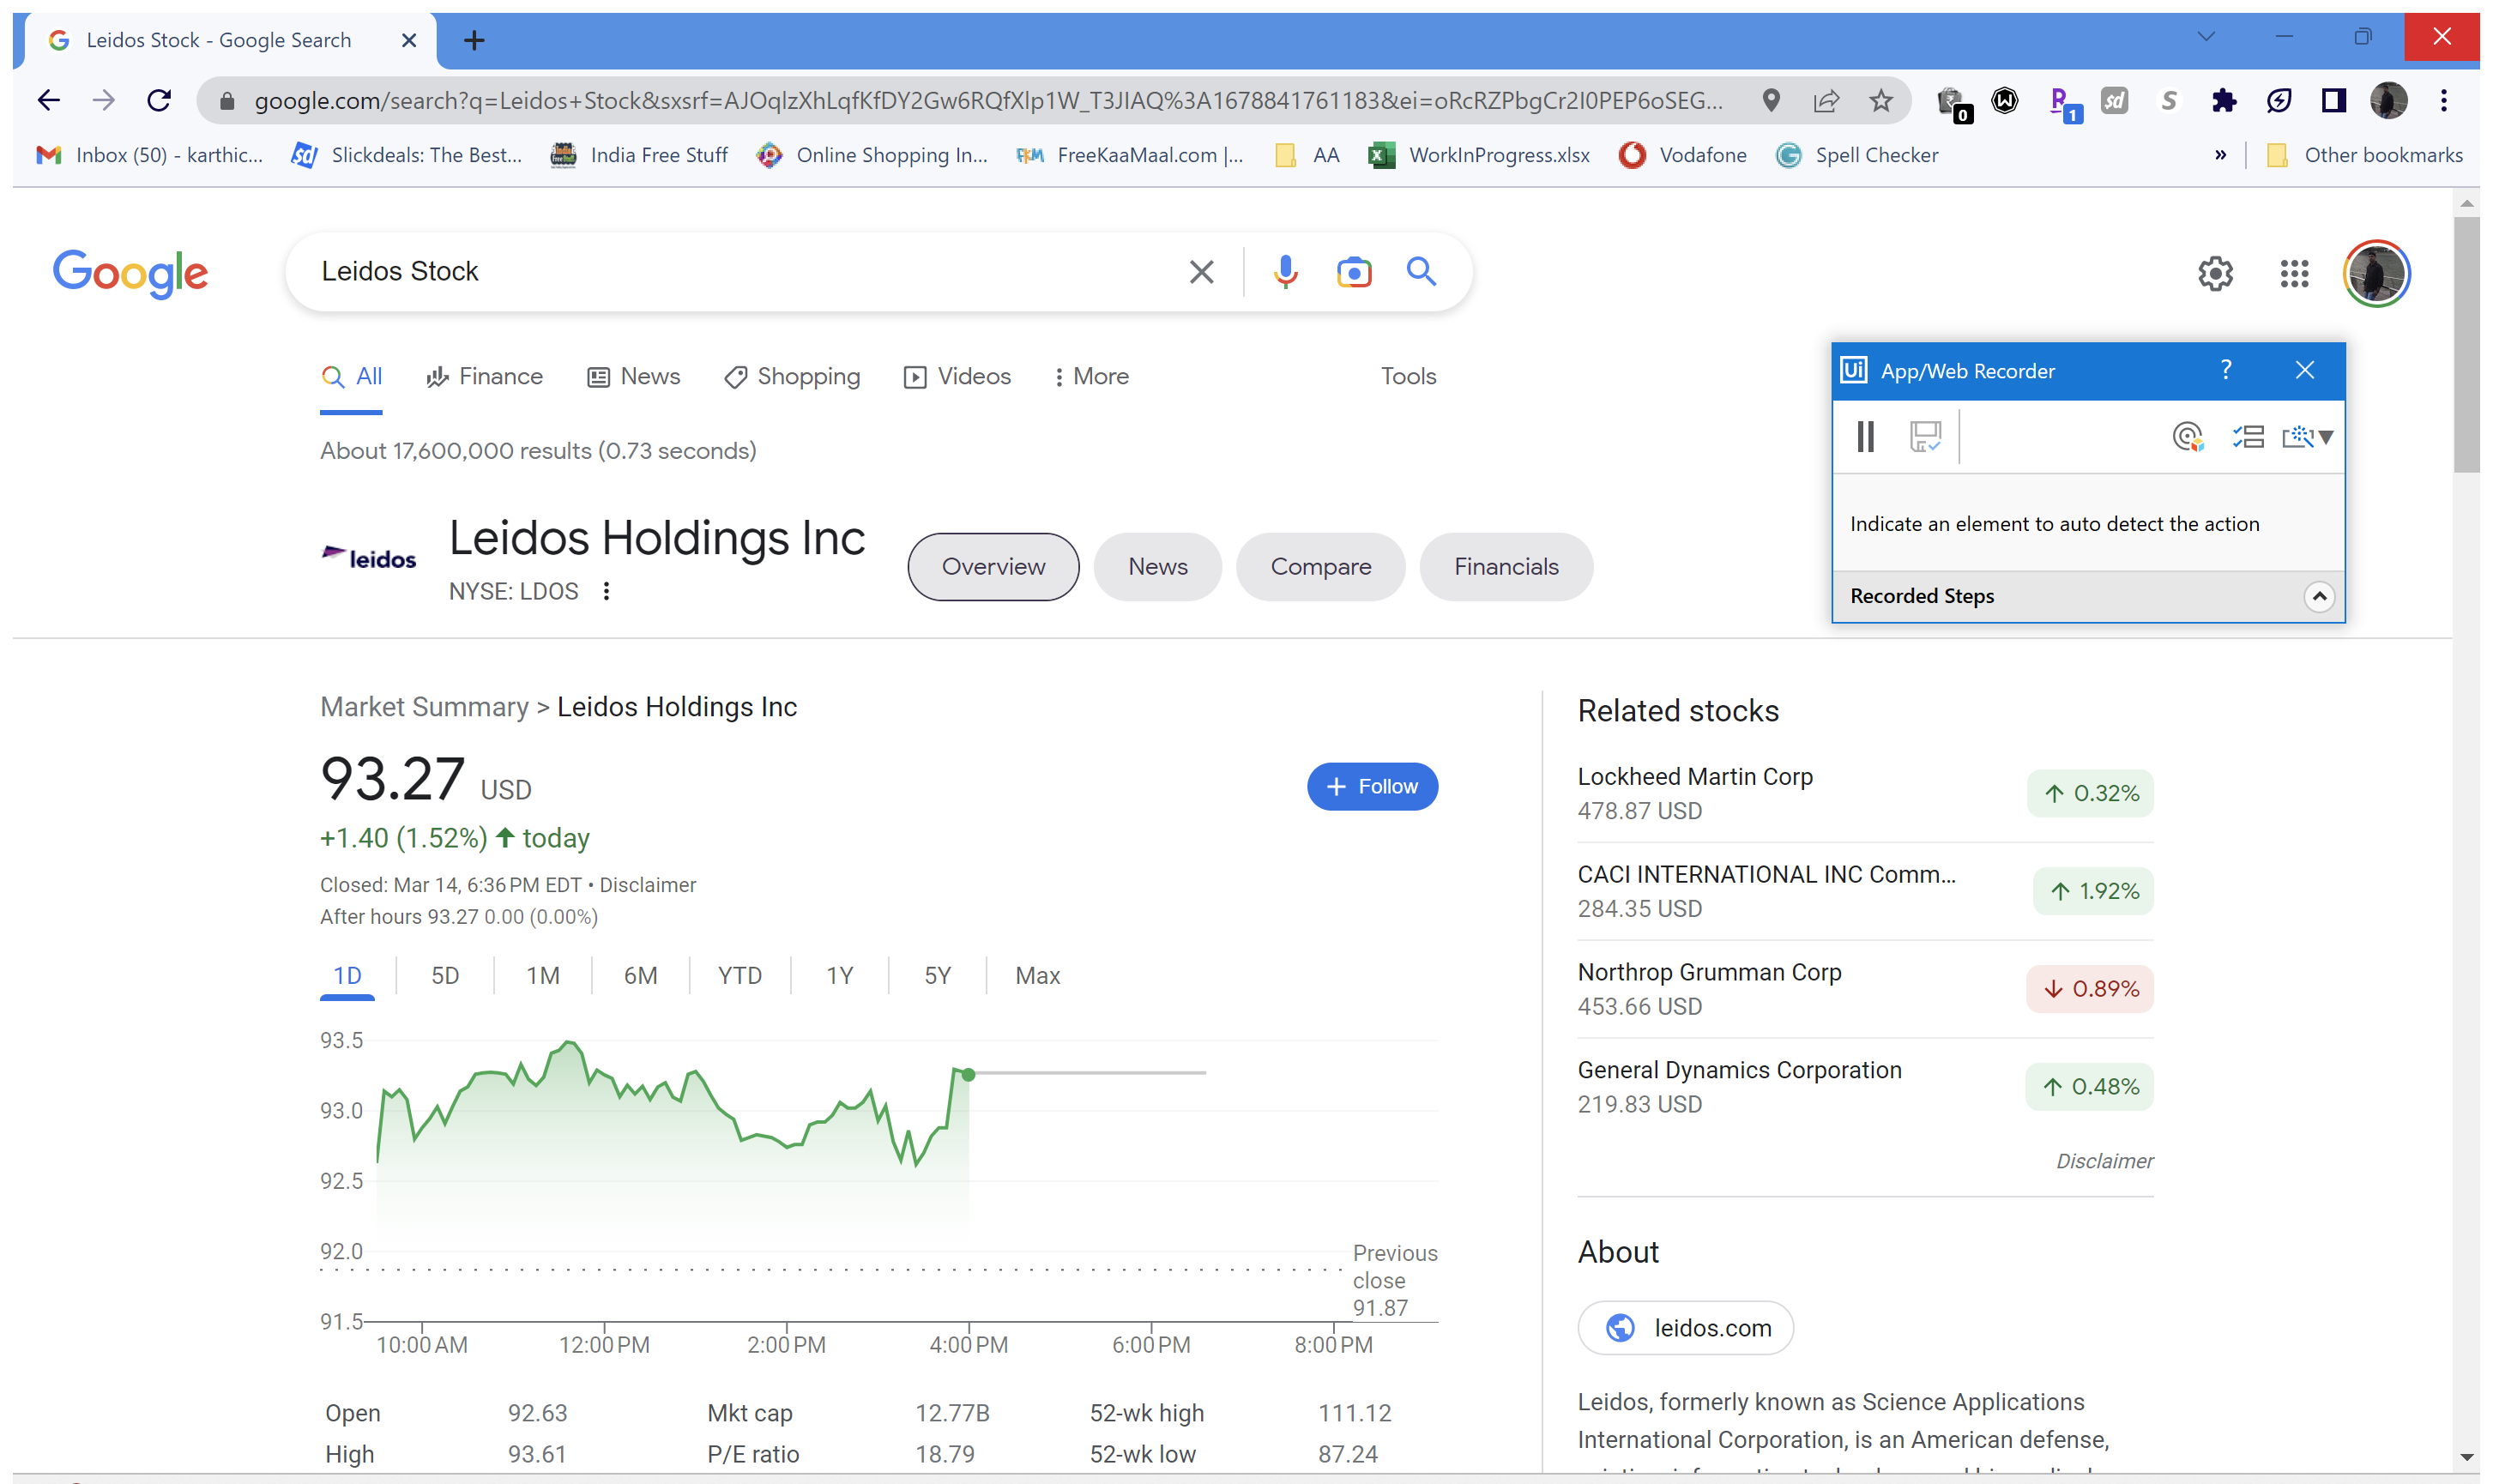 Leidos Stock - Google Search
google.com/search?q=Leidos+Stock&sxsrf=AJOqlzXhLqfKfDY2Gw6RQfXlp1W_T3JIAQ%3A1678841761183&ei=oRcRZPbgCr2I0PEP6oSEG...
0
1
Inbox (50) - karthic... Slickdeals: The Best... India Free Stuff Online Shopping In... FreeKaaMaal.com |... AA WorkInProgress.xlsx Vodafone Spell Checker » Other bookmarks
Google
Leidos Stock
All Finance News Shopping Videos More Tools
About 17,600,000 results (0.73 seconds)
Ui App/Web Recorder ?
Indicate an element to auto detect the action
Recorded Steps
leidos
Leidos Holdings Inc
NYSE: LDOS
Overview News Compare Financials
Market Summary > Leidos Holdings Inc
93.27 USD
+ Follow
+1.40 (1.52%) today
Closed: Mar 14, 6:36 PM EDT • Disclaimer
After hours 93.27 0.00 (0.00%)
1D 5D 1M 6M YTD 1Y 5Y Max
93.5
93.0
92.5
92.0
91.5
Previous
close
91.87
10:00 AM 12:00 PM 2:00 PM 4:00 PM 6:00 PM 8:00 PM
Open 92.63 Mkt cap 12.77B 52-wk high 111.12
High 93.61 P/E ratio 18.79 52-wk low 87.24
Related stocks
Lockheed Martin Corp
478.87 USD
0.32%
CACI INTERNATIONAL INC Comm...
284.35 USD
1.92%
Northrop Grumman Corp
453.66 USD
0.89%
General Dynamics Corporation
219.83 USD
0.48%
Disclaimer
About
leidos.com
Leidos, formerly known as Science Applications
International Corporation, is an American defense,